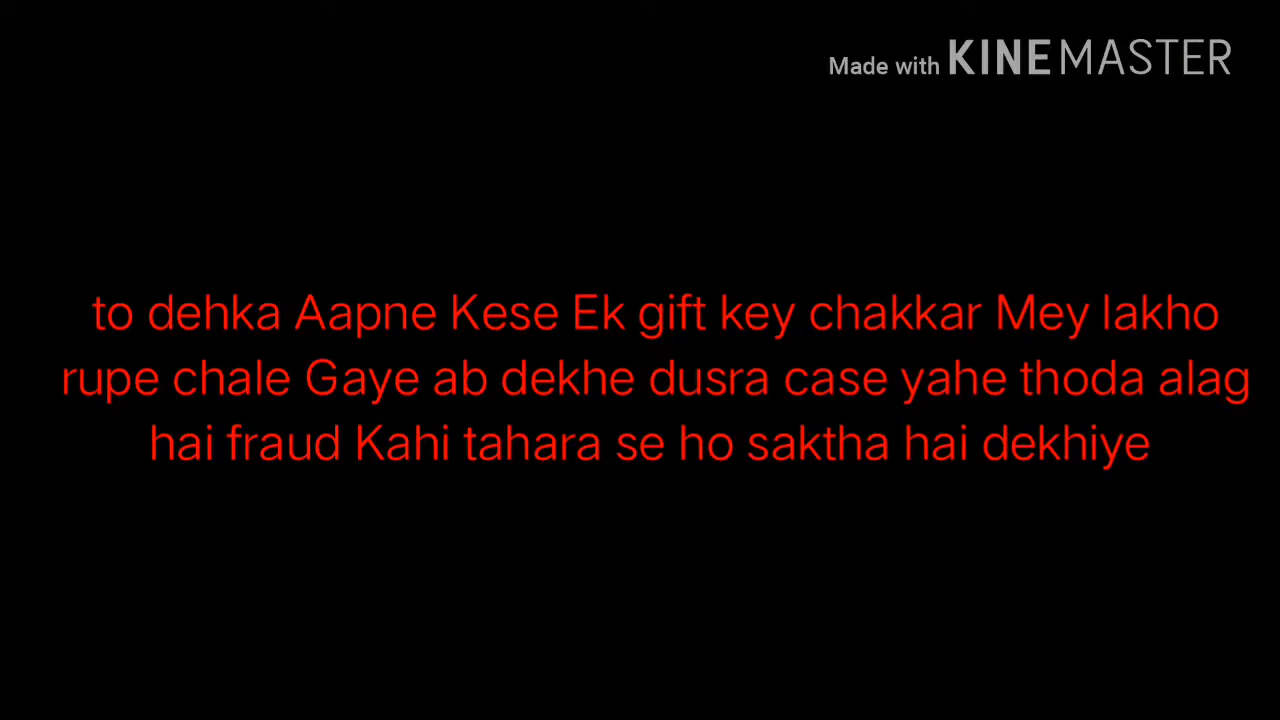 Made with KINEMASTER
to dehka Aapne Kese Ek gift key chakkar Mey lakho
rupe chale Gaye ab dekhe dusra case yahe thoda alag
hai fraud Kahi tahara se ho saktha hai dekhiye